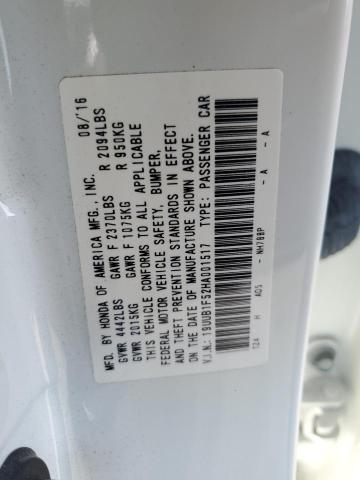 MFD. BY HONDA OF AMERICA MFG., INC. 08/16
GVWR 4442LBS GAWR F 2370LBS R 2094LBS
GVWR 2015KG GAWR F 1075KG R 950KG
THIS VEHICLE CONFORMS TO ALL APPLICABLE
FEDERAL MOTOR VEHICLE SAFETY, BUMPER,
AND THEFT PREVENTION STANDARDS IN EFFECT
ON THE DATE OF MANUFACTURE SHOWN ABOVE.
V.I.N.: 19UUB1F52HA001517 TYPE: PASSENGER CAR
124 H A05 NH788P - A - A